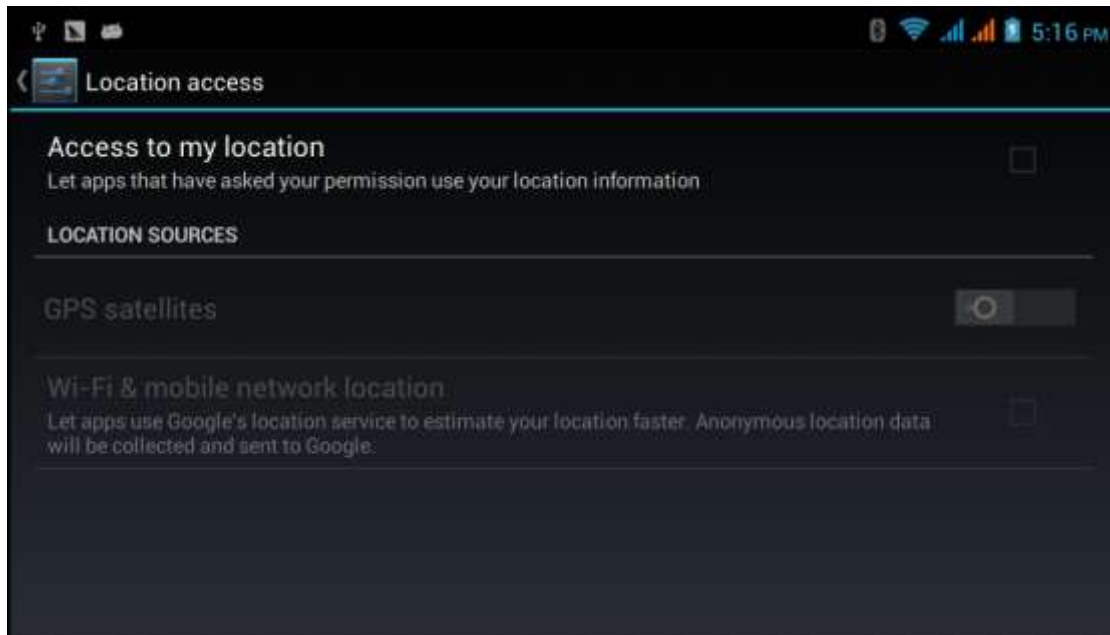 5:16 PM
Location access
Access to my location
Let apps that have asked your permission use your location information
LOCATION SOURCES
GPS satellites
Wi-Fi & mobile network location
Let apps use Google's location service to estimate your location faster. Anonymous location data
will be collected and sent to Google.